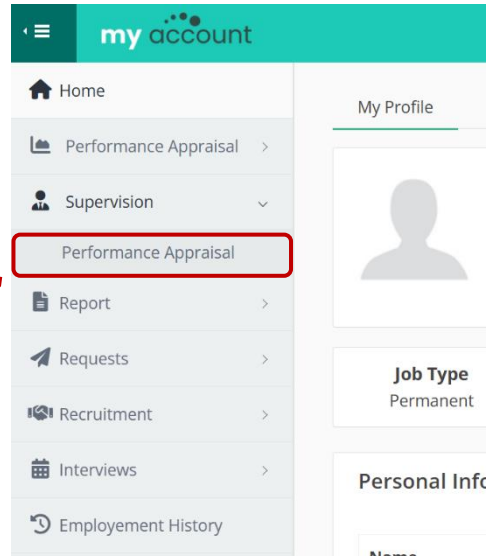 my account
Home
Performance Appraisal
Supervision
Performance Appraisal
Report
Requests
Recruitment
Interviews
Employement History
My Profile
Job Type
Permanent
Personal Info
Name